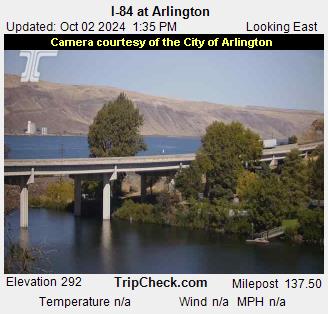 I-84 at Arlington
Updated: Oct 02 2024 1:35 PM Looking East
Camera courtesy of the City of Arlington
Elevation 292 TripCheck.com Milepost 137.50
Temperature n/a Wind n/a MPH n/a